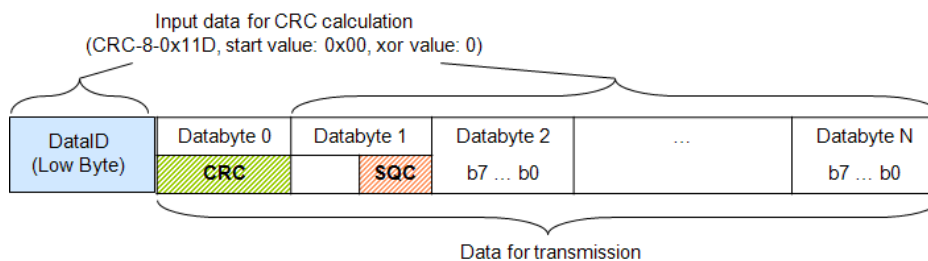 Input data for CRC calculation
(CRC-8-0x11D, start value: 0x00, xor value: 0)
DataID
(Low Byte)
Databyte 0
Databyte 1
Databyte 2
...
Databyte N
CRC
SQC
b7 ... b0
b7 ... b0
Data for transmission